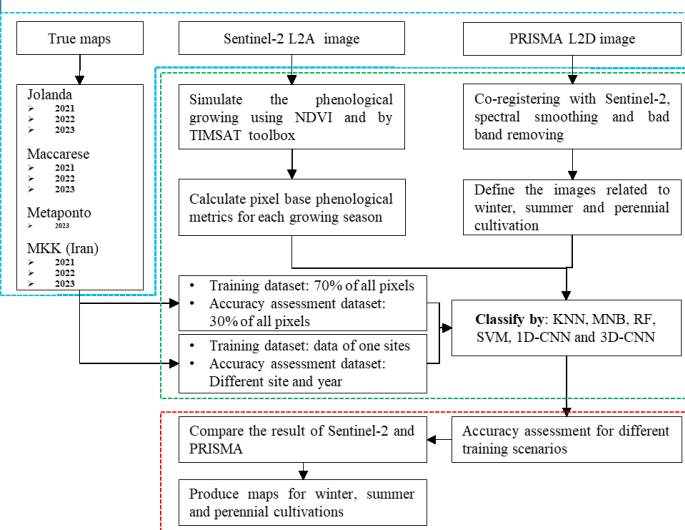 True maps
Sentinel-2 L2A image
PRISMA L2D image
Jolanda
➢ 2021
➢ 2022
➢ 2023
Maccarese
➢ 2021
➢ 2022
➢ 2023
Metaponto
➢ 2023
MKK (Iran)
➢ 2021
➢ 2022
➢ 2023
Simulate the phenological
growing using NDVI and by
TIMSAT toolbox
Co-registering with Sentinel-2,
spectral smoothing and bad
band removing
Calculate pixel base phenological
metrics for each growing season
Define the images related to
winter, summer and perennial
cultivation
• Training dataset: 70% of all pixels
• Accuracy assessment dataset:
30% of all pixels
• Training dataset: data of one sites
• Accuracy assessment dataset:
Different site and year
Classify by: KNN, MNB, RF,
SVM, 1D-CNN and 3D-CNN
Compare the result of Sentinel-2 and
PRISMA
Accuracy assessment for different
training scenarios
Produce maps for winter, summer
and perennial cultivations